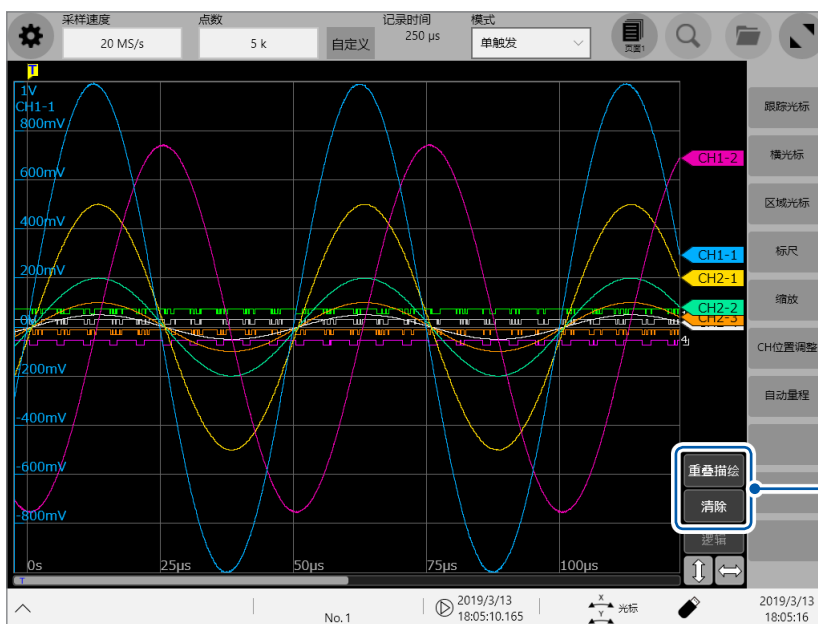 采样速度
点数
记录时间
模式
20 MS/s
5 k
自定义
250 µs
单触发
页面1
T
1V
CH1-1
800mV
600mV
400mV
200mV
0V
-200mV
-400mV
-600mV
-800mV
0s
25µs
50µs
75µs
100µs
T
CH1-2
CH1-1
CH2-1
CH2-2
CH2-3
4
跟踪光标
横光标
区域光标
标尺
缩放
CH位置调整
自动量程
重叠描绘
清除
逻辑
No. 1
2019/3/13
18:05:10.165
X
Y
光标
2019/3/13
18:05:16